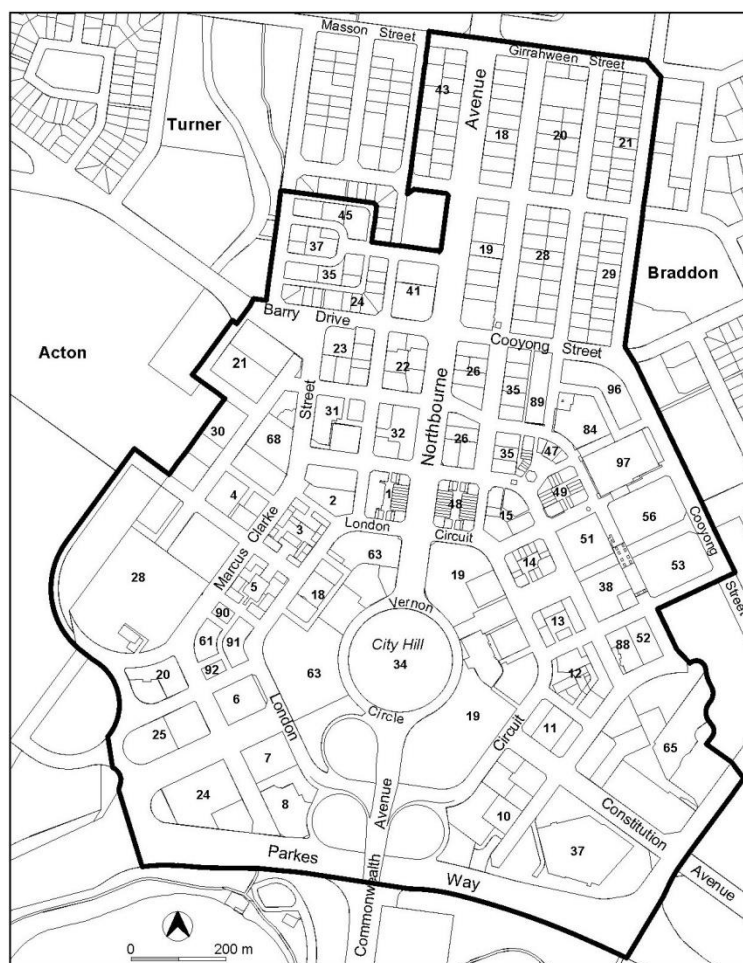 Masson Street
Girrahween Street
43
Avenue
18
20
21
Turner
45
37
35
24
41
19
28
29
Braddon
Barry Drive
Cooyong Street
Acton
21
23
22
26
35
89
96
Street
31
32
Northbourne
26
35
47
84
97
30
68
4
2
1
48
15
49
56
Cooyong
Street
London Circuit
3
Marcus Clarke
63
19
14
51
53
28
5
18
Vernon
38
90
City Hill
34
13
88
52
61
91
92
63
12
20
6
London
Circle
19
Circuit
11
65
25
7
Constitution
Avenue
24
8
Avenue
10
37
Parkes Way
Commonwealth
0 200 m